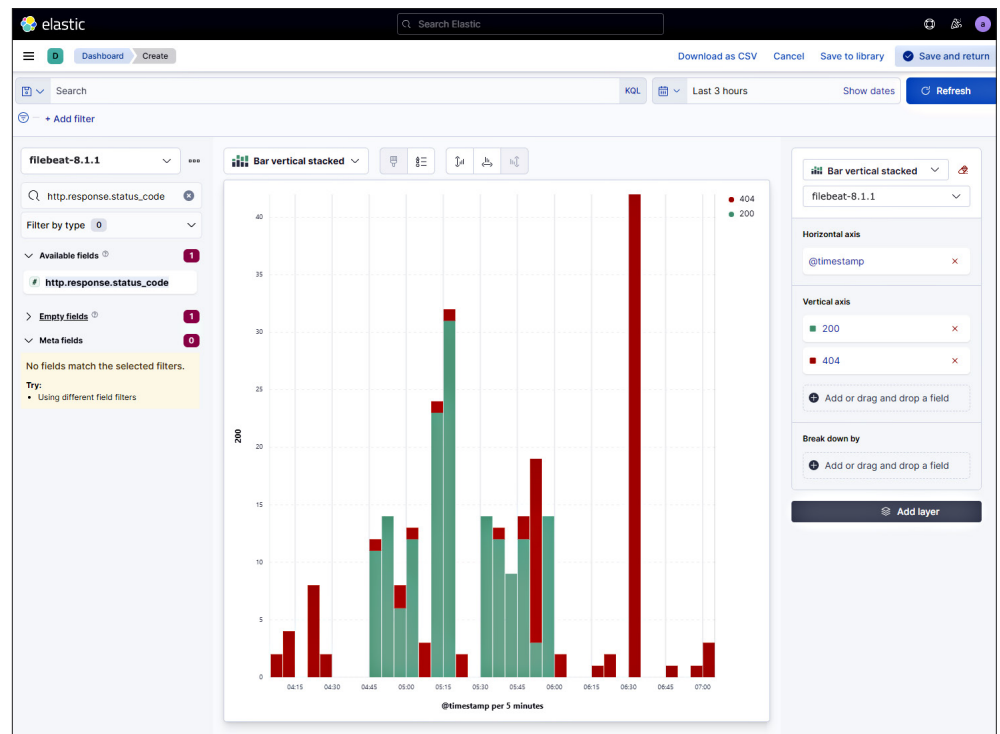 elastic
Search Elastic
a
D
Dashboard
Create
Download as CSV
Cancel
Save to library
Save and return
Search
KQL
Last 3 hours
Show dates
Refresh
+ Add filter
filebeat-8.1.1
http.response.status_code
Filter by type 0
Available fields 1
# http.response.status_code
Empty fields 1
Meta fields 0
No fields match the selected filters.
Try:
• Using different field filters
Bar vertical stacked
404
200
40
35
30
25
20
15
10
5
0
200
04:15 04:30 04:45 05:00 05:15 05:30 05:45 06:00 06:15 06:30 06:45 07:00
@timestamp per 5 minutes
Bar vertical stacked
filebeat-8.1.1
Horizontal axis
@timestamp
Vertical axis
200
404
Add or drag and drop a field
Break down by
Add or drag and drop a field
Add layer